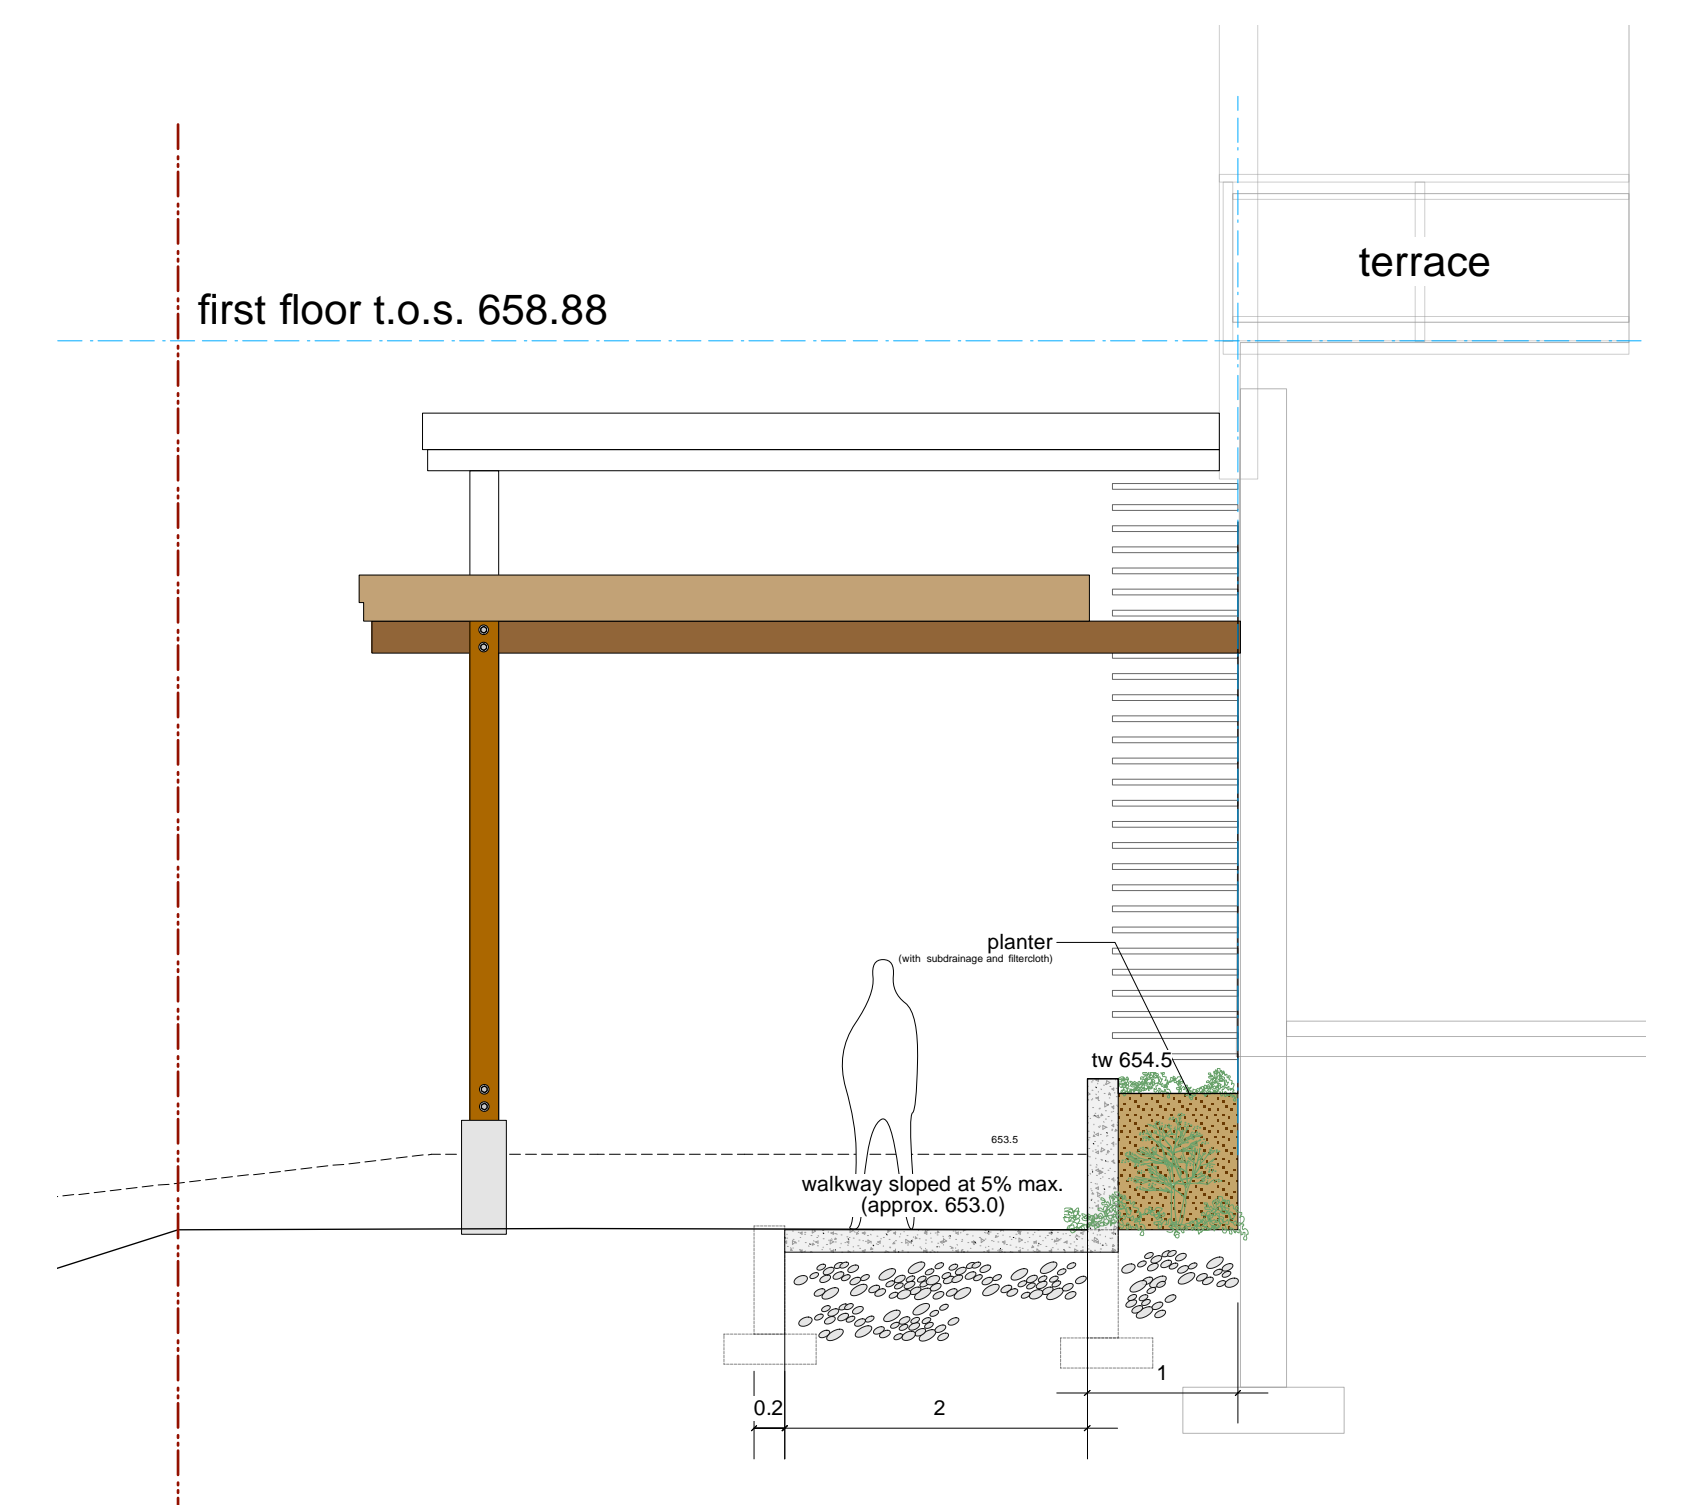 terrace
first floor t.o.s. 658.88
planter
(with subdrainage and filtercloth)
tw 654.5
653.5
walkway sloped at 5% max.
(approx. 653.0)
1
0.2
2